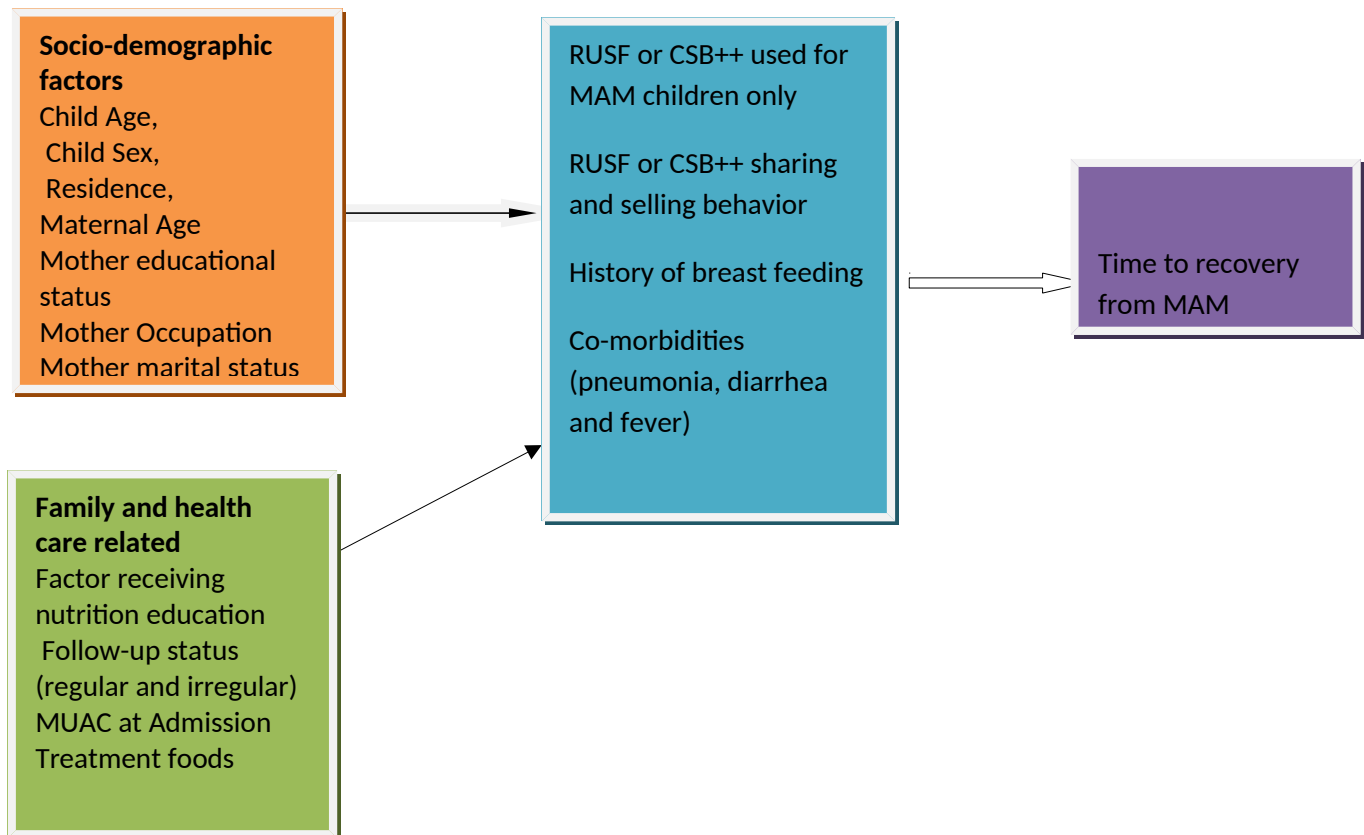 Socio-demographic
factors
Child Age,
Child Sex,
Residence,
Maternal Age
Mother educational
status
Mother Occupation
Mother marital status
Family and health
care related
Factor receiving
nutrition education
Follow-up status
(regular and irregular)
MUAC at Admission
Treatment foods
RUSF or CSB++ used for
MAM children only
RUSF or CSB++ sharing
and selling behavior
History of breast feeding
Co-morbidities
(pneumonia, diarrhea
and fever)
Time to recovery
from MAM